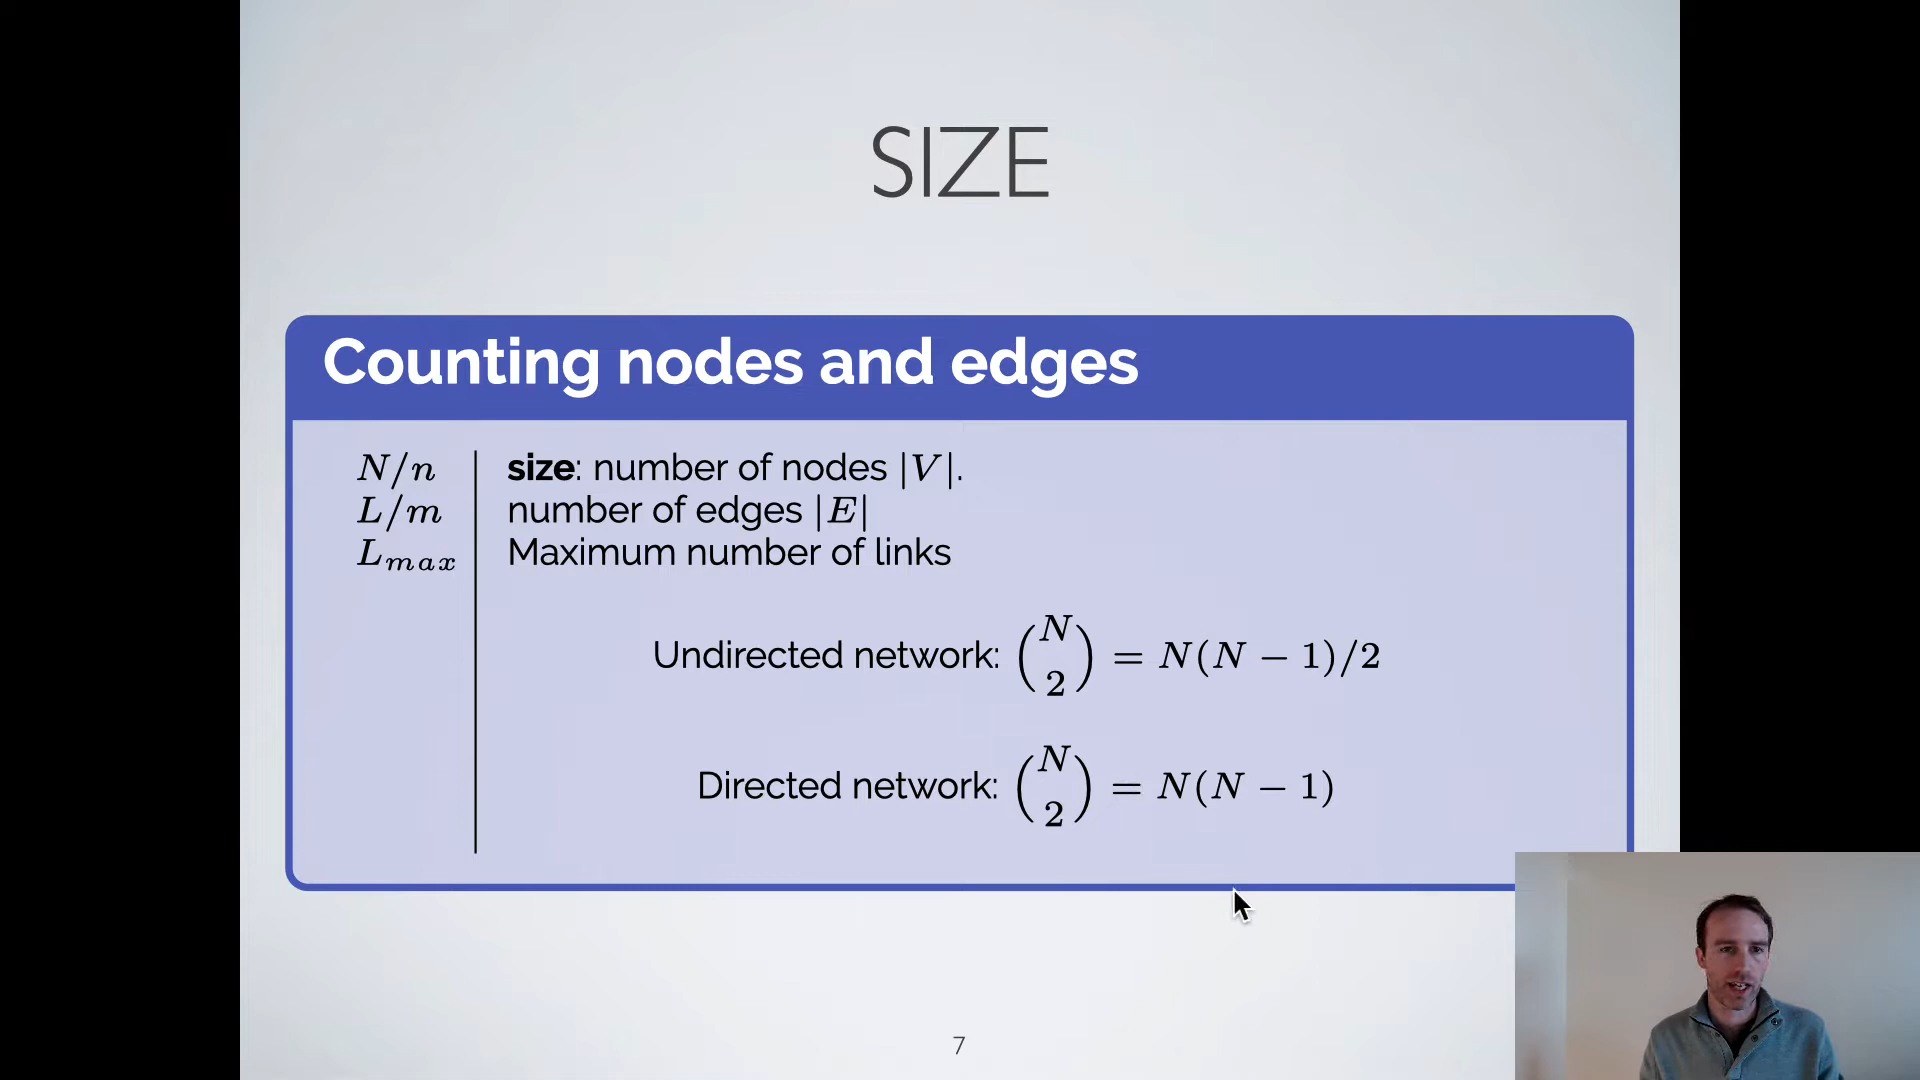 SIZE
Counting nodes and edges
N/n size: number of nodes |V|.
L/m number of edges |E|
L_max Maximum number of links
Undirected network: (N 2) = N(N − 1)/2
Directed network: (N 2) = N(N − 1)
7